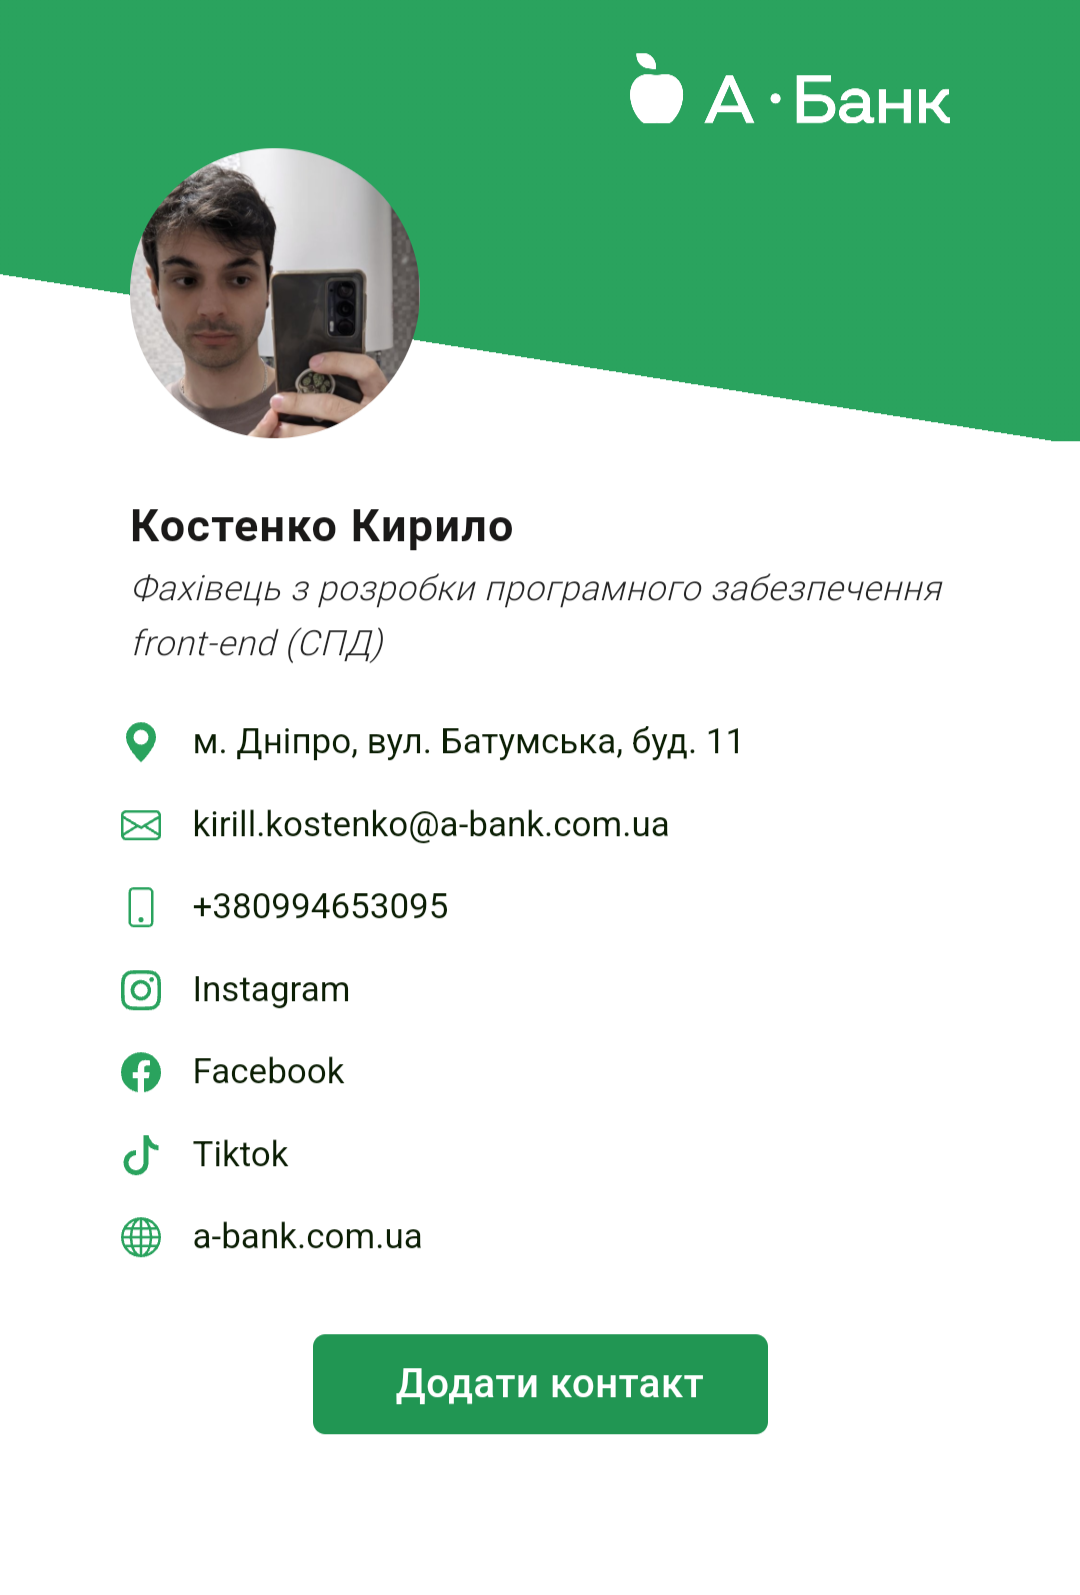 А·Банк
Костенко Кирило
Фахівець з розробки програмного забезпечення
front-end (СПД)
м. Дніпро, вул. Батумська, буд. 11
kirill.kostenko@a-bank.com.ua
+380994653095
Instagram
Facebook
Tiktok
a-bank.com.ua
Додати контакт